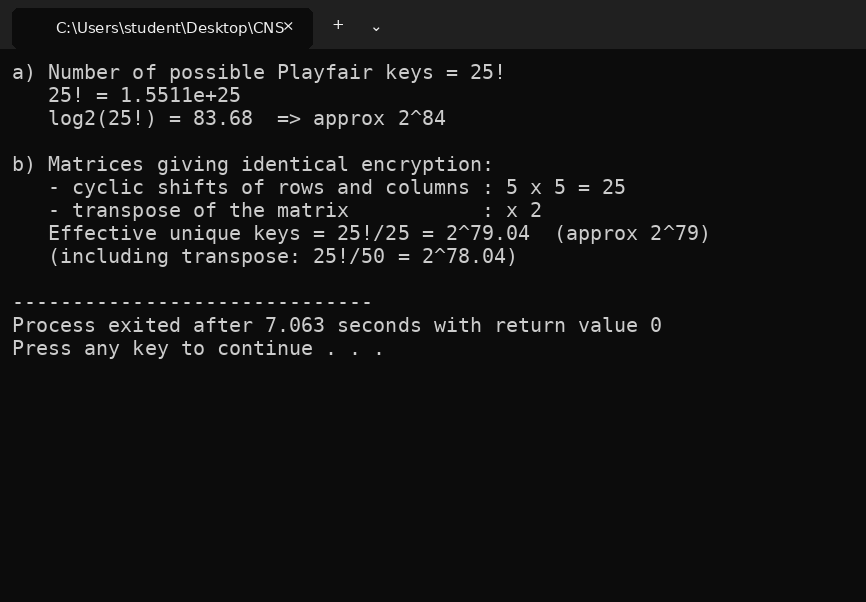 C:\Users\student\Desktop\CNS
a) Number of possible Playfair keys = 25!
   25! = 1.5511e+25
   log2(25!) = 83.68  => approx 2^84

b) Matrices giving identical encryption:
   - cyclic shifts of rows and columns : 5 x 5 = 25
   - transpose of the matrix           : x 2
   Effective unique keys = 25!/25 = 2^79.04  (approx 2^79)
   (including transpose: 25!/50 = 2^78.04)

------------------------------
Process exited after 7.063 seconds with return value 0
Press any key to continue . . .